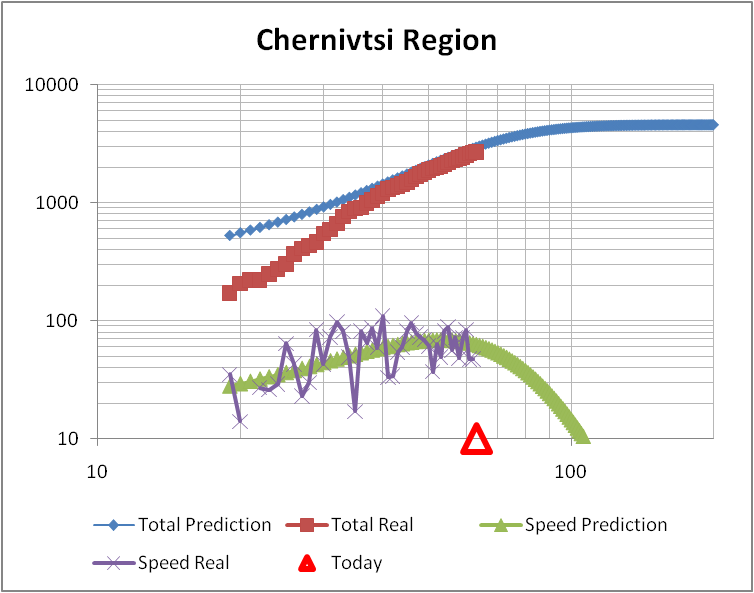 Chernivtsi Region
10000
1000
100
10
10 100
Total Prediction Total Real Speed Prediction
Speed Real Today